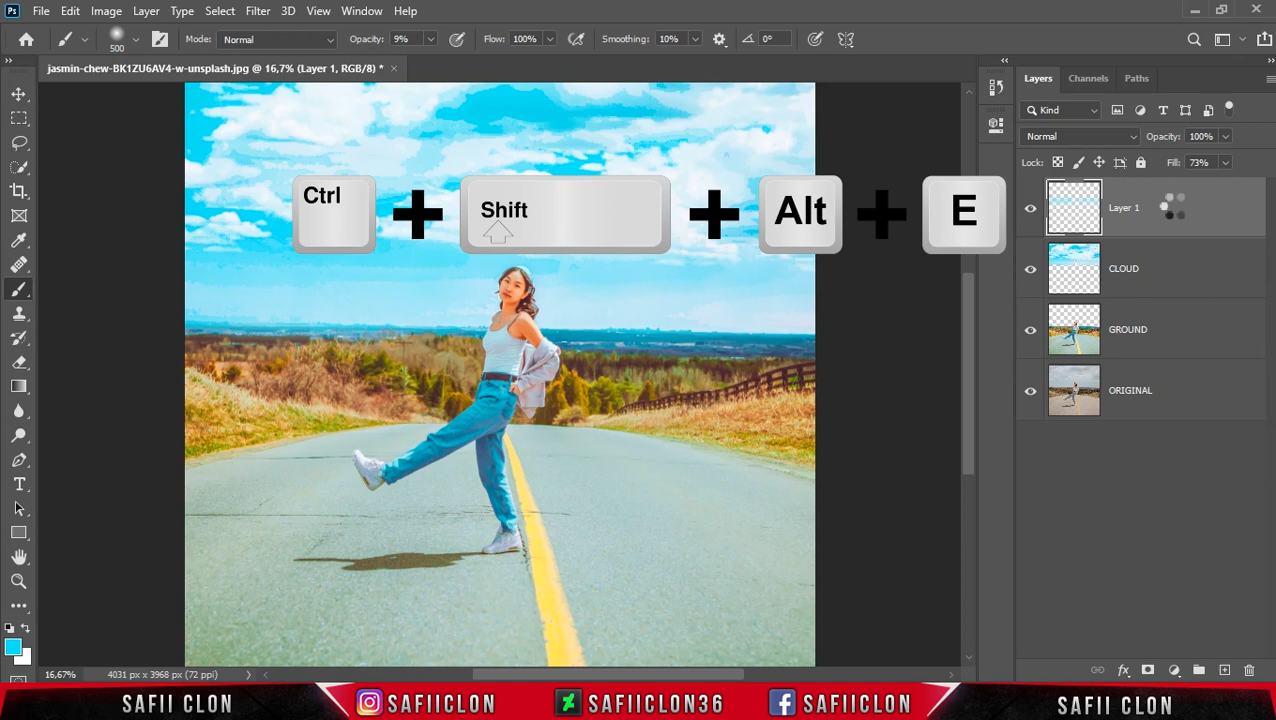 Ps File Edit Image Layer Type Select Filter 3D View Window Help
500 Mode: Normal Opacity: 9% Flow: 100% Smoothing: 10% 0°
jasmin-chew-BK1ZU6AV4-w-unsplash.jpg @ 16,7% (Layer 1, RGB/8) * ×
Layers Channels Paths
Kind
Normal Opacity: 100%
Lock: Fill: 73%
Ctrl + Shift + Alt + E
Layer 1
CLOUD
GROUND
ORIGINAL
16,67% 4031 px x 3968 px (72 ppi)
SAFII CLON SAFIICLON SAFIICLON36 SAFIICLON SAFII CLON